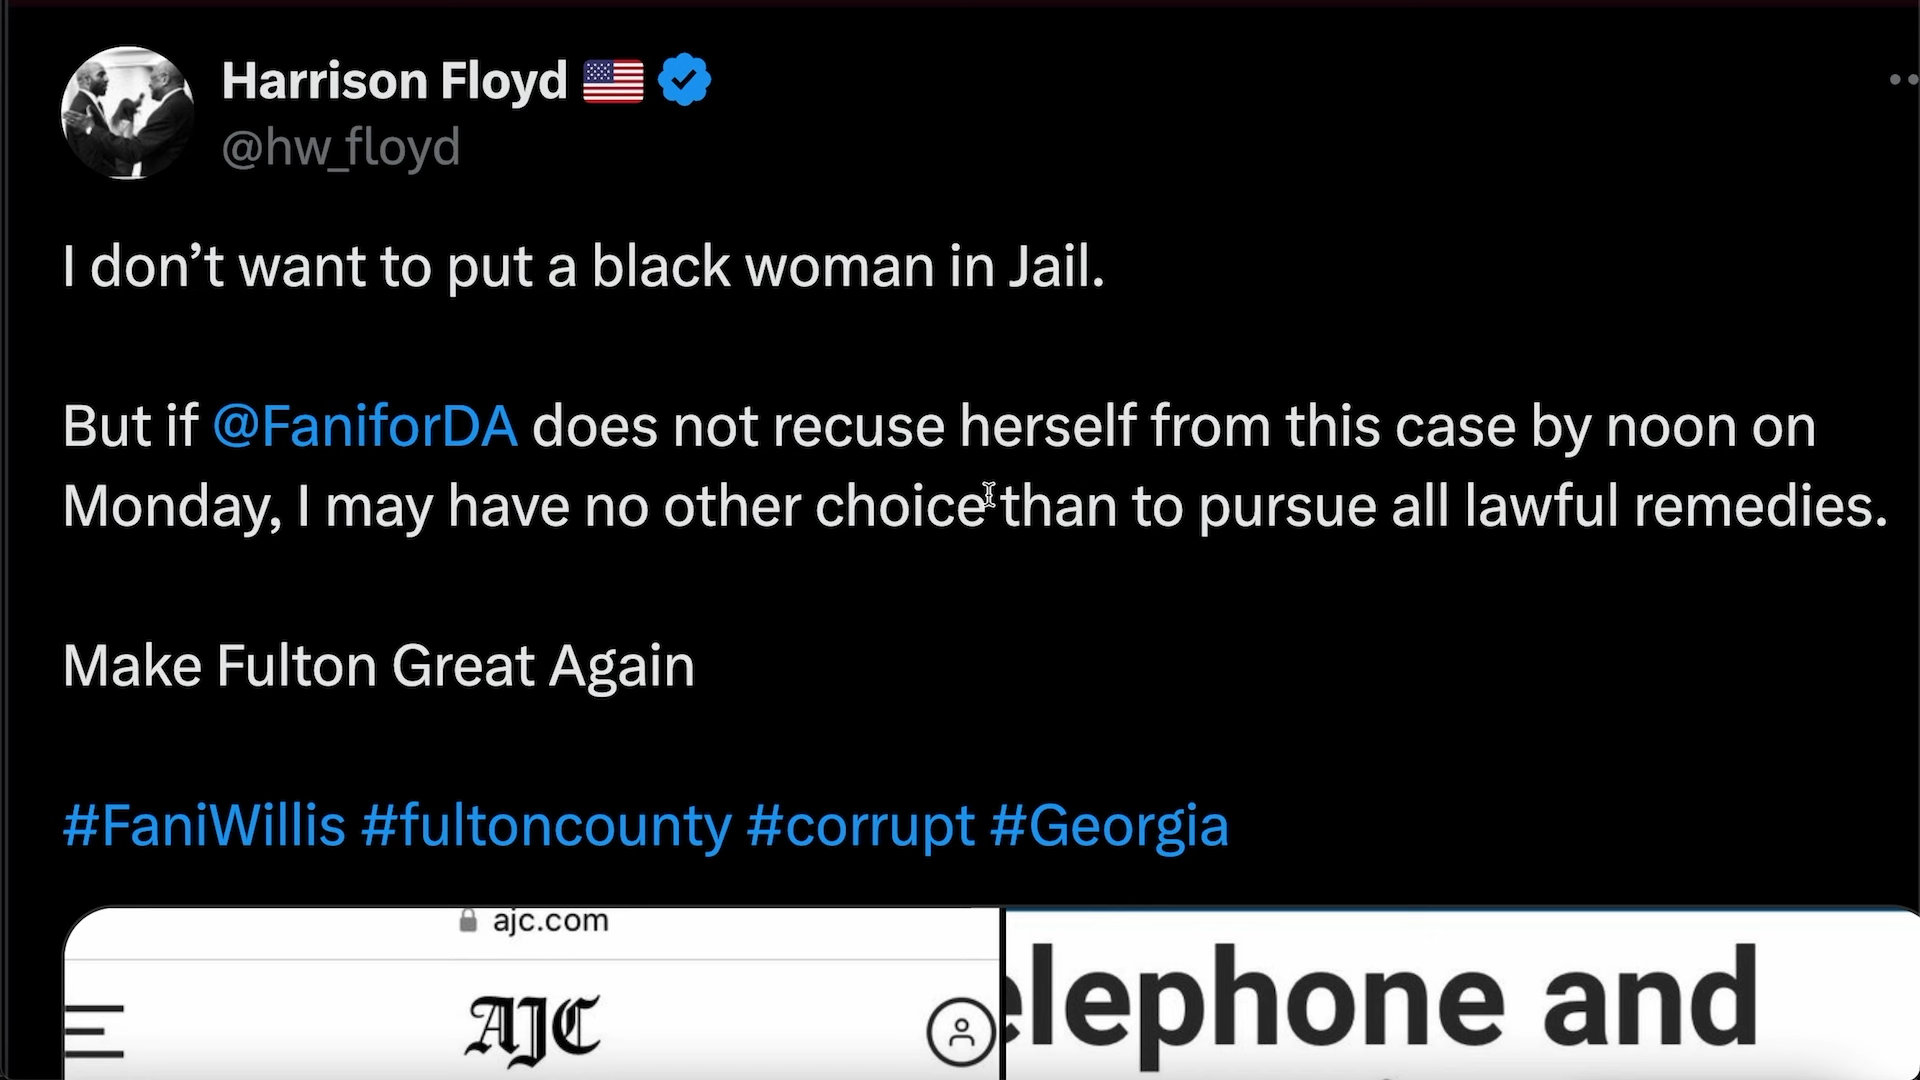 Harrison Floyd
@hw_floyd
I don’t want to put a black woman in Jail.
But if @FaniforDA does not recuse herself from this case by noon on
Monday, I may have no other choice than to pursue all lawful remedies.
Make Fulton Great Again
#FaniWillis #fultoncounty #corrupt #Georgia
ajc.com
AJC
elephone and